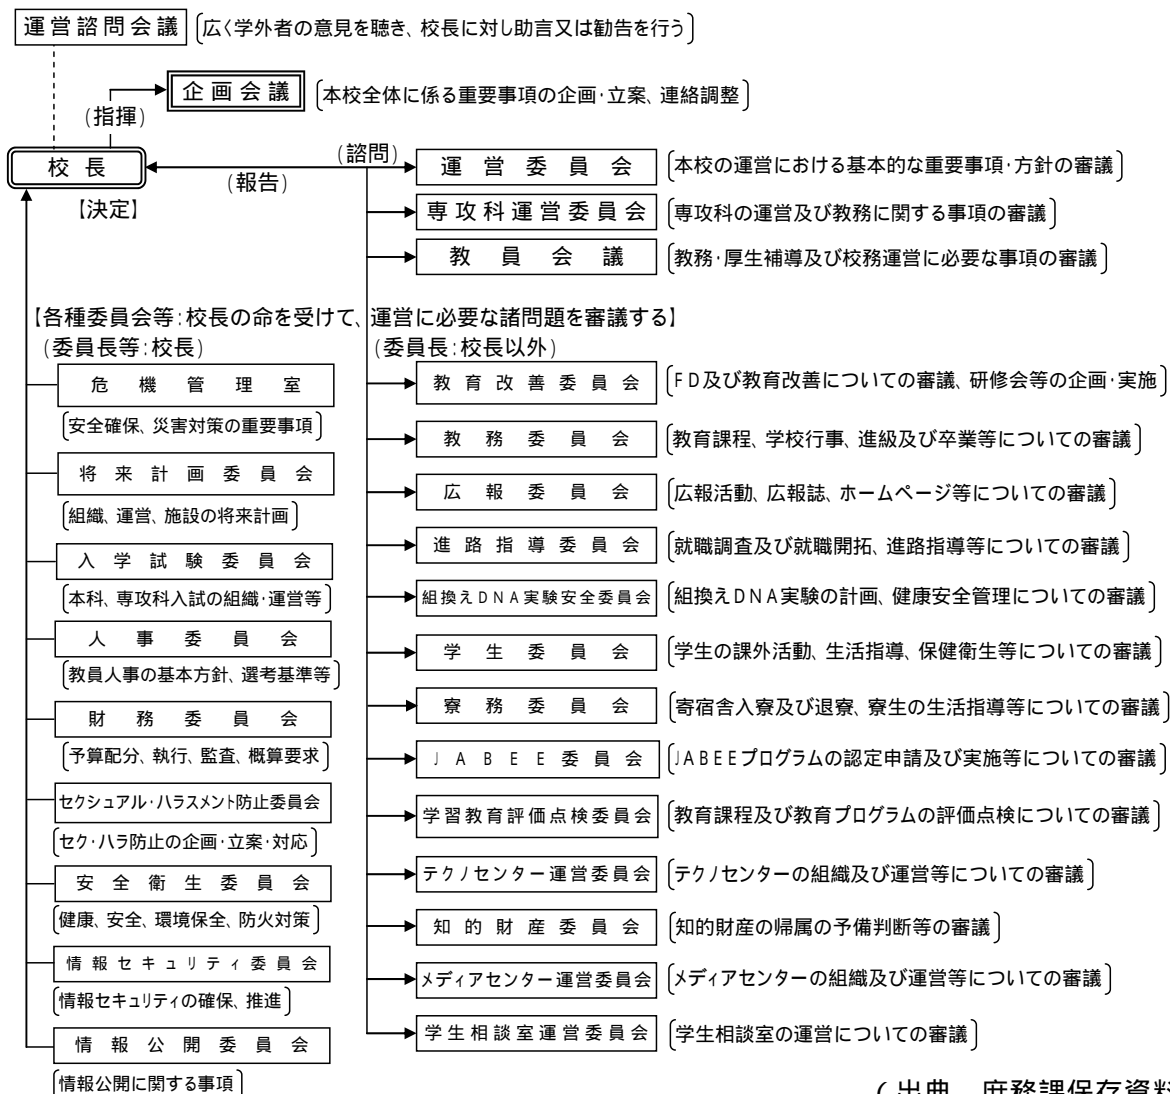 運営諮問会議 〔広く学外者の意見を聴き、校長に対し助言又は勧告を行う〕
企画会議 〔本校全体に係る重要事項の企画・立案、連絡調整〕
(指揮)
校長
【決定】
(諮問)
(報告)
運営委員会 〔本校の運営における基本的な重要事項・方針の審議〕
専攻科運営委員会 〔専攻科の運営及び教務に関する事項の審議〕
教員会議 〔教務・厚生補導及び校務運営に必要な事項の審議〕
【各種委員会等:校長の命を受けて、運営に必要な諸問題を審議する】
(委員長等:校長)
危機管理室
〔安全確保、災害対策の重要事項〕
将来計画委員会
〔組織、運営、施設の将来計画〕
入学試験委員会
〔本科、専攻科入試の組織・運営等〕
人事委員会
〔教員人事の基本方針、選考基準等〕
財務委員会
〔予算配分、執行、監査、概算要求〕
セクシュアル・ハラスメント防止委員会
〔セク・ハラ防止の企画・立案・対応〕
安全衛生委員会
〔健康、安全、環境保全、防火対策〕
情報セキュリティ委員会
〔情報セキュリティの確保、推進〕
情報公開委員会
〔情報公開に関する事項〕
(委員長:校長以外)
教育改善委員会 〔FD及び教育改善についての審議、研修会等の企画・実施〕
教務委員会 〔教育課程、学校行事、進級及び卒業等についての審議〕
広報委員会 〔広報活動、広報誌、ホームページ等についての審議〕
進路指導委員会 〔就職調査及び就職開拓、進路指導等についての審議〕
組換えDNA実験安全委員会 〔組換えDNA実験の計画、健康安全管理についての審議〕
学生委員会 〔学生の課外活動、生活指導、保健衛生等についての審議〕
寮務委員会 〔寄宿舎入寮及び退寮、寮生の生活指導等についての審議〕
JABEE委員会 〔JABEEプログラムの認定申請及び実施等についての審議〕
学習教育評価点検委員会 〔教育課程及び教育プログラムの評価点検についての審議〕
テクノセンター運営委員会 〔テクノセンターの組織及び運営等についての審議〕
知的財産委員会 〔知的財産の帰属の予備判断等の審議〕
メディアセンター運営委員会 〔メディアセンターの組織及び運営等についての審議〕
学生相談室運営委員会 〔学生相談室の運営についての審議〕
(出典 庶務課保存資料